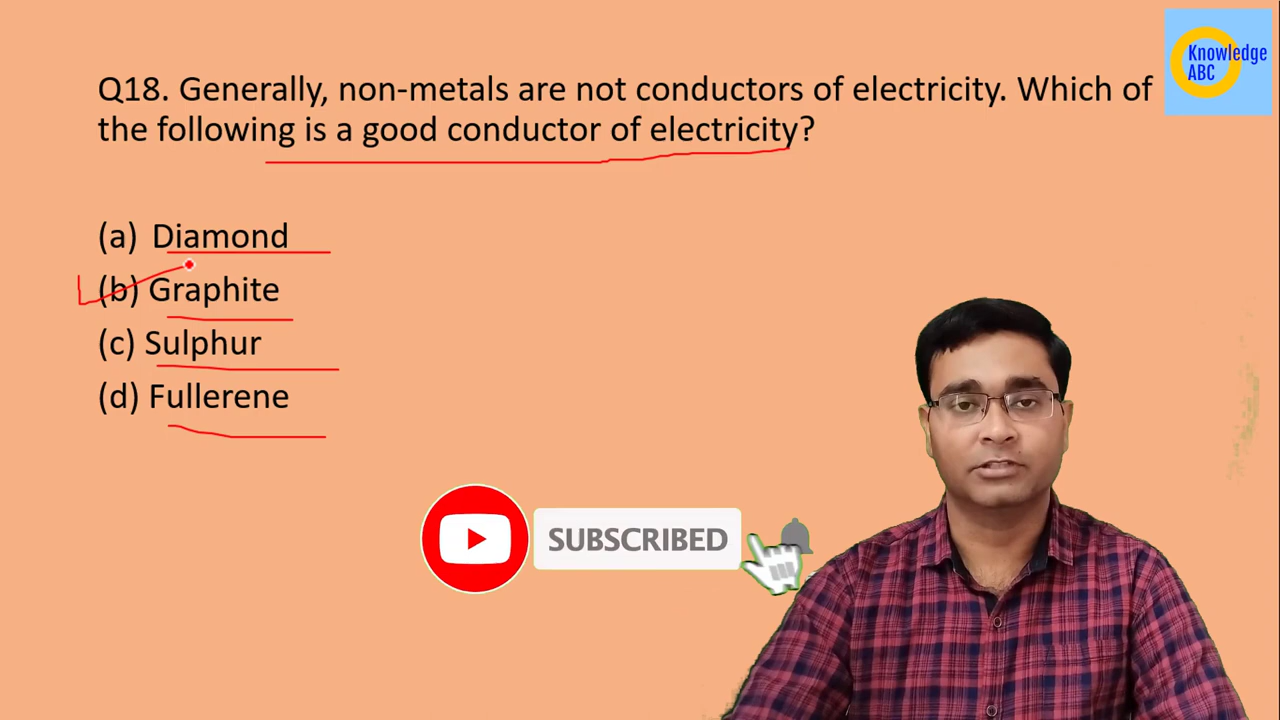 Knowledge
ABC
Q18. Generally, non-metals are not conductors of electricity. Which of
the following is a good conductor of electricity?
(a) Diamond
(b) Graphite
(c) Sulphur
(d) Fullerene
SUBSCRIBED